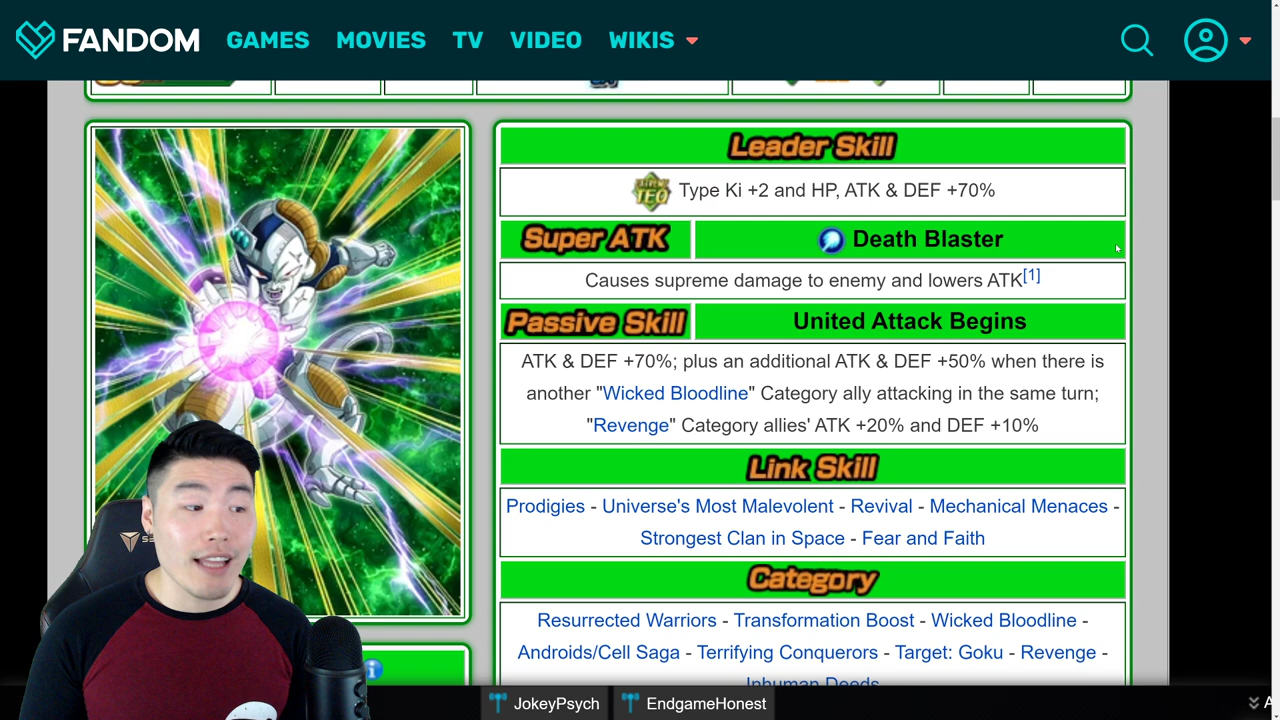 FANDOM GAMES MOVIES TV VIDEO WIKIS
Leader Skill
EXTREME TEQ Type Ki +2 and HP, ATK & DEF +70%
Super ATK Death Blaster
Causes supreme damage to enemy and lowers ATK[1]
Passive Skill United Attack Begins
ATK & DEF +70%; plus an additional ATK & DEF +50% when there is
another "Wicked Bloodline" Category ally attacking in the same turn;
"Revenge" Category allies' ATK +20% and DEF +10%
Link Skill
Prodigies - Universe's Most Malevolent - Revival - Mechanical Menaces -
Strongest Clan in Space - Fear and Faith
Category
Resurrected Warriors - Transformation Boost - Wicked Bloodline -
Androids/Cell Saga - Terrifying Conquerors - Target: Goku - Revenge -
Inhuman Deeds
JokeyPsych EndgameHonest